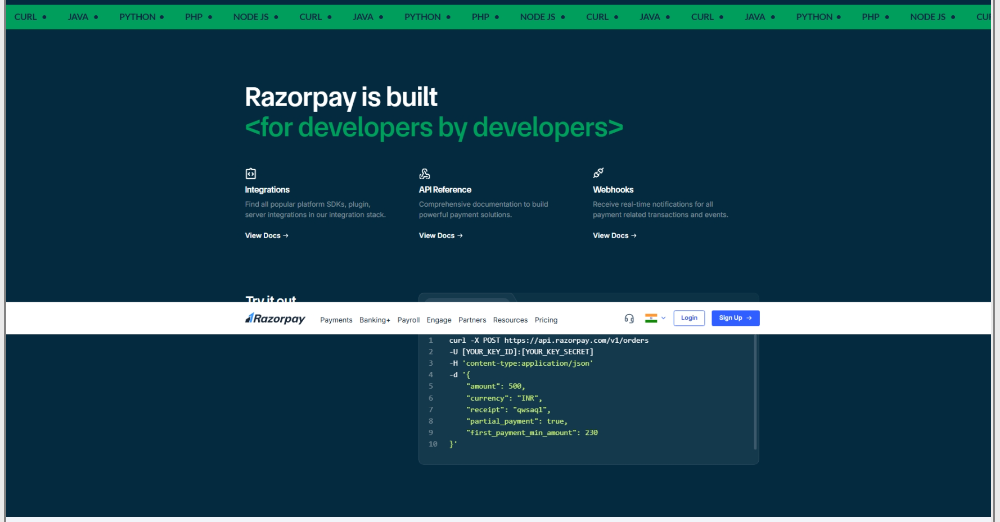 CURL • JAVA • PYTHON • PHP • NODE JS • CURL • JAVA • PYTHON • PHP • NODE JS • CURL • JAVA • CURL • JAVA • PYTHON • PHP • NODE JS •
Razorpay is built
<for developers by developers>
Integrations
Find all popular platform SDKs, plugin,
server integrations in our integration stack.
View Docs →
API Reference
Comprehensive documentation to build
powerful payment solutions.
View Docs →
Webhooks
Receive real-time notifications for all
payment related transactions and events.
View Docs →
Try it out
Razorpay Payments Banking+ Payroll Engage Partners Resources Pricing Login Sign Up →
1 curl -X POST https://api.razorpay.com/v1/orders
2 -U [YOUR_KEY_ID]:[YOUR_KEY_SECRET]
3 -H 'content-type:application/json'
4 -d '{
5 "amount": 500,
6 "currency": "INR",
7 "receipt": "qwsaq1",
8 "partial_payment": true,
9 "first_payment_min_amount": 230
10 }'